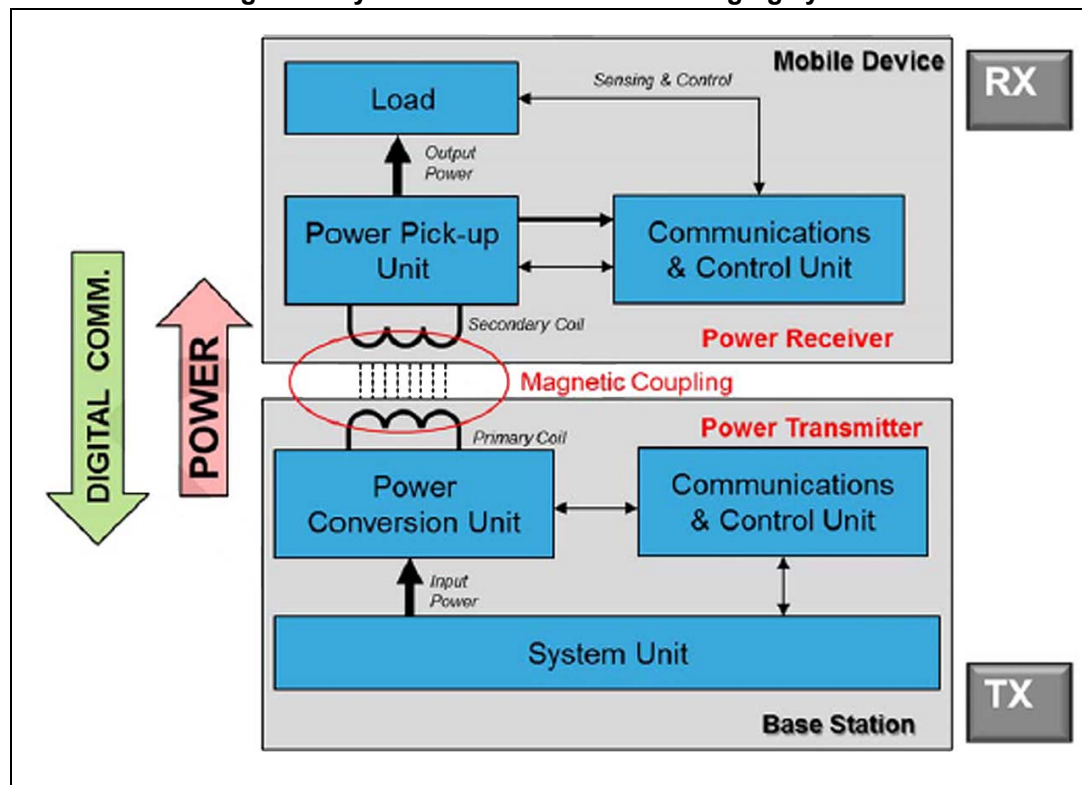 Mobile Device
RX
Load
Sensing & Control
Output
Power
Power Pick-up
Unit
Communications
& Control Unit
Secondary Coil
Power Receiver
DIGITAL COMM.
POWER
Magnetic Coupling
Power Transmitter
Primary Coil
Power
Conversion Unit
Communications
& Control Unit
Input
Power
System Unit
TX
Base Station